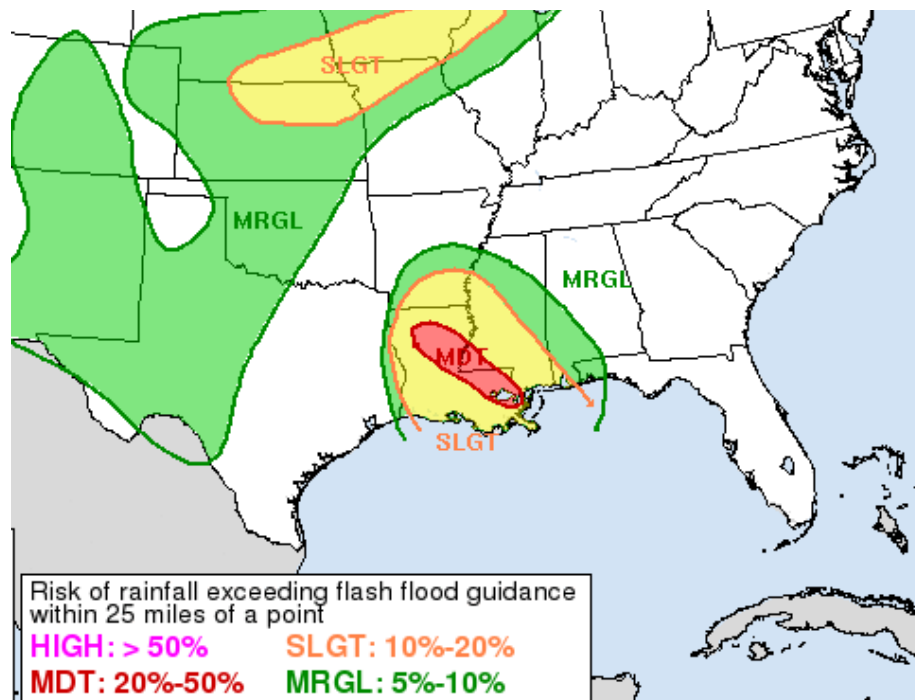 SLGT
MRGL
MRGL
MDT
SLGT
Risk of rainfall exceeding flash flood guidance
within 25 miles of a point
HIGH: > 50% SLGT: 10%-20%
MDT: 20%-50% MRGL: 5%-10%